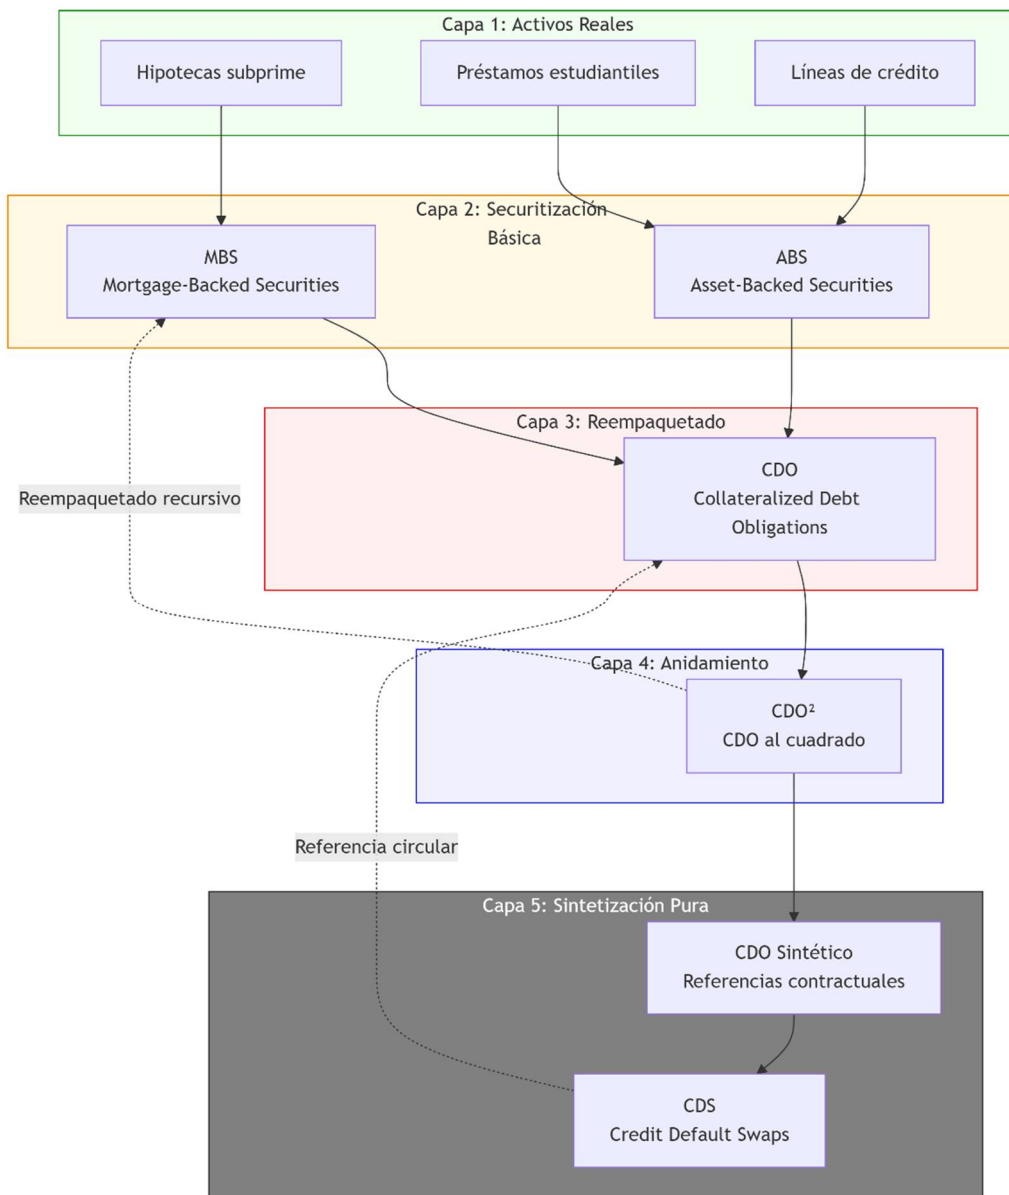 Capa 1: Activos Reales
Hipotecas subprime
Préstamos estudiantiles
Líneas de crédito
Capa 2: Securitización
Básica
MBS
Mortgage-Backed Securities
ABS
Asset-Backed Securities
Capa 3: Reempaquetado
CDO
Collateralized Debt
Obligations
Reempaquetado recursivo
Capa 4: Anidamiento
CDO²
CDO al cuadrado
Referencia circular
Capa 5: Sintetización Pura
CDO Sintético
Referencias contractuales
CDS
Credit Default Swaps